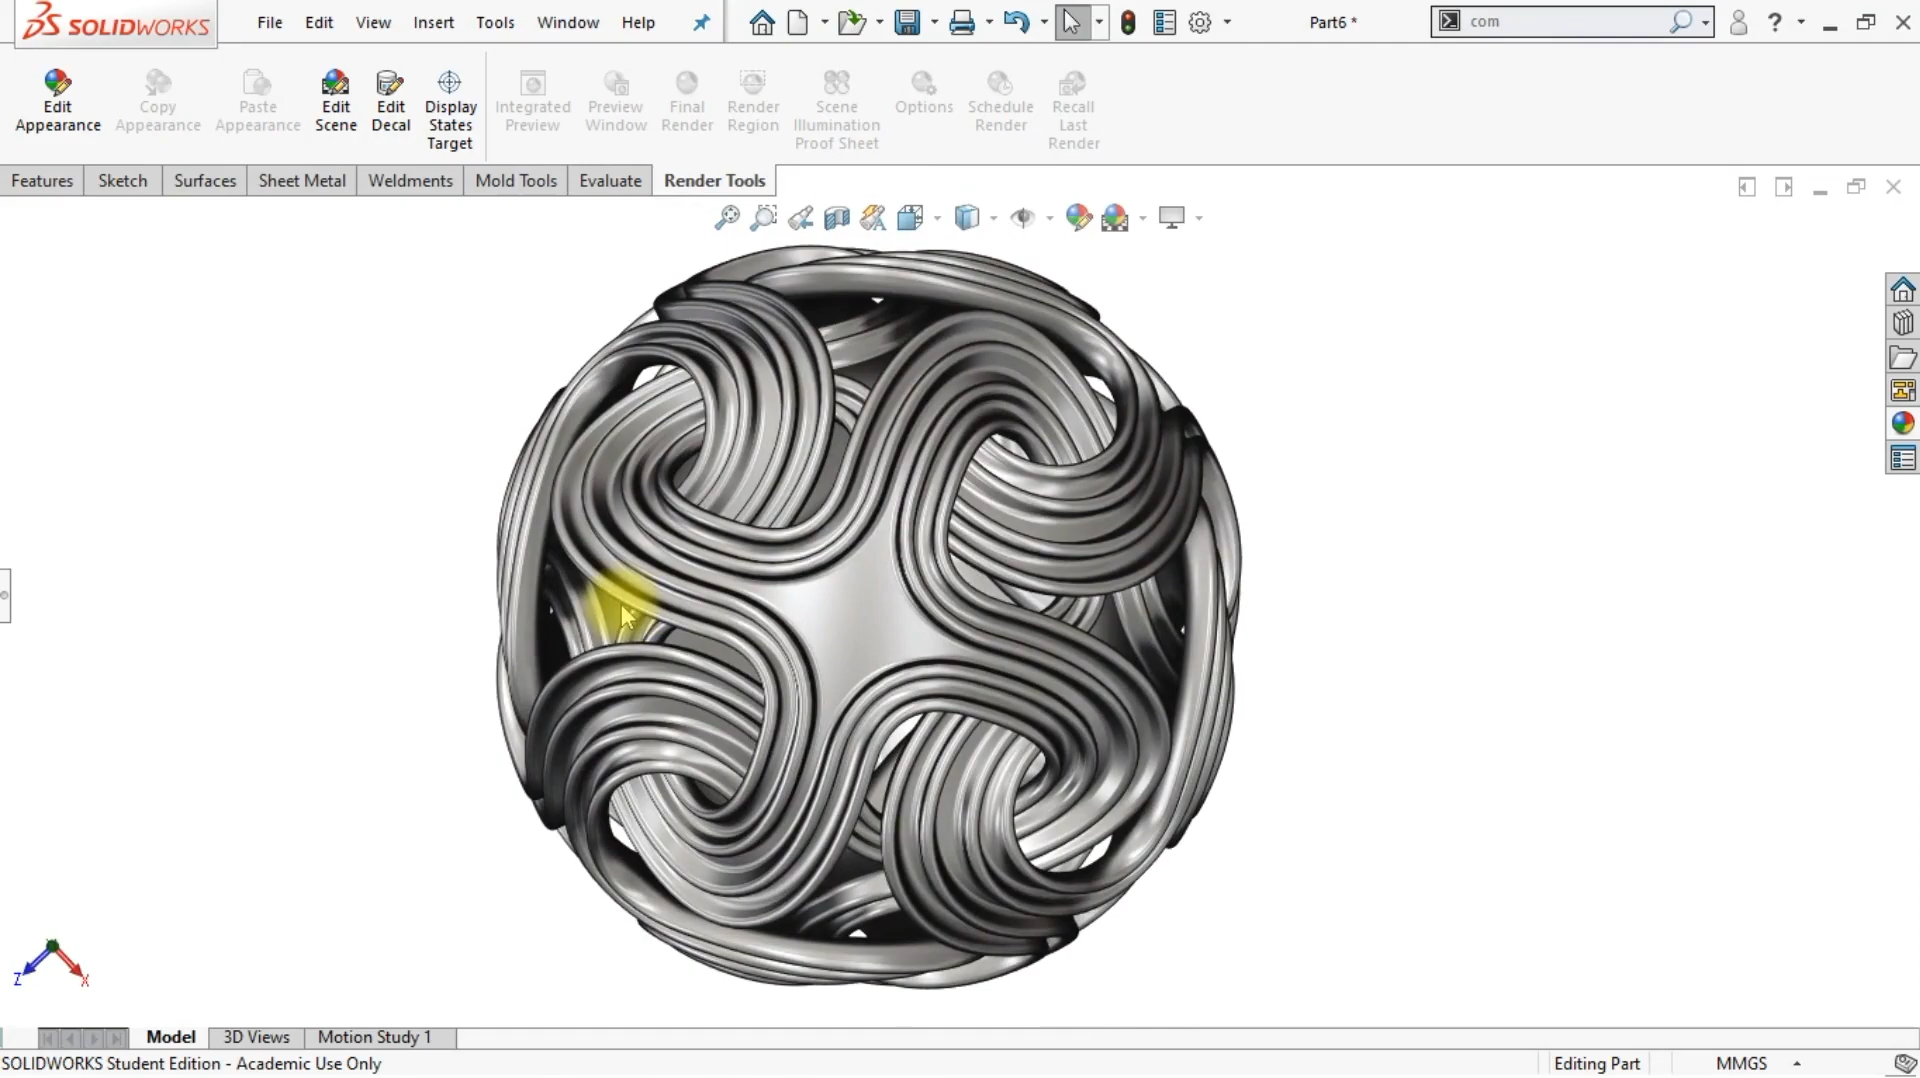 SOLIDWORKS File Edit View Insert Tools Window Help Part6 * com ?
Edit Appearance
Copy Appearance
Paste Appearance
Edit Scene
Edit Decal
Display States Target
Integrated Preview
Preview Window
Final Render
Render Region
Scene Illumination Proof Sheet
Options
Schedule Render
Recall Last Render
Features Sketch Surfaces Sheet Metal Weldments Mold Tools Evaluate Render Tools
Z X
Model 3D Views Motion Study 1
SOLIDWORKS Student Edition - Academic Use Only Editing Part MMGS